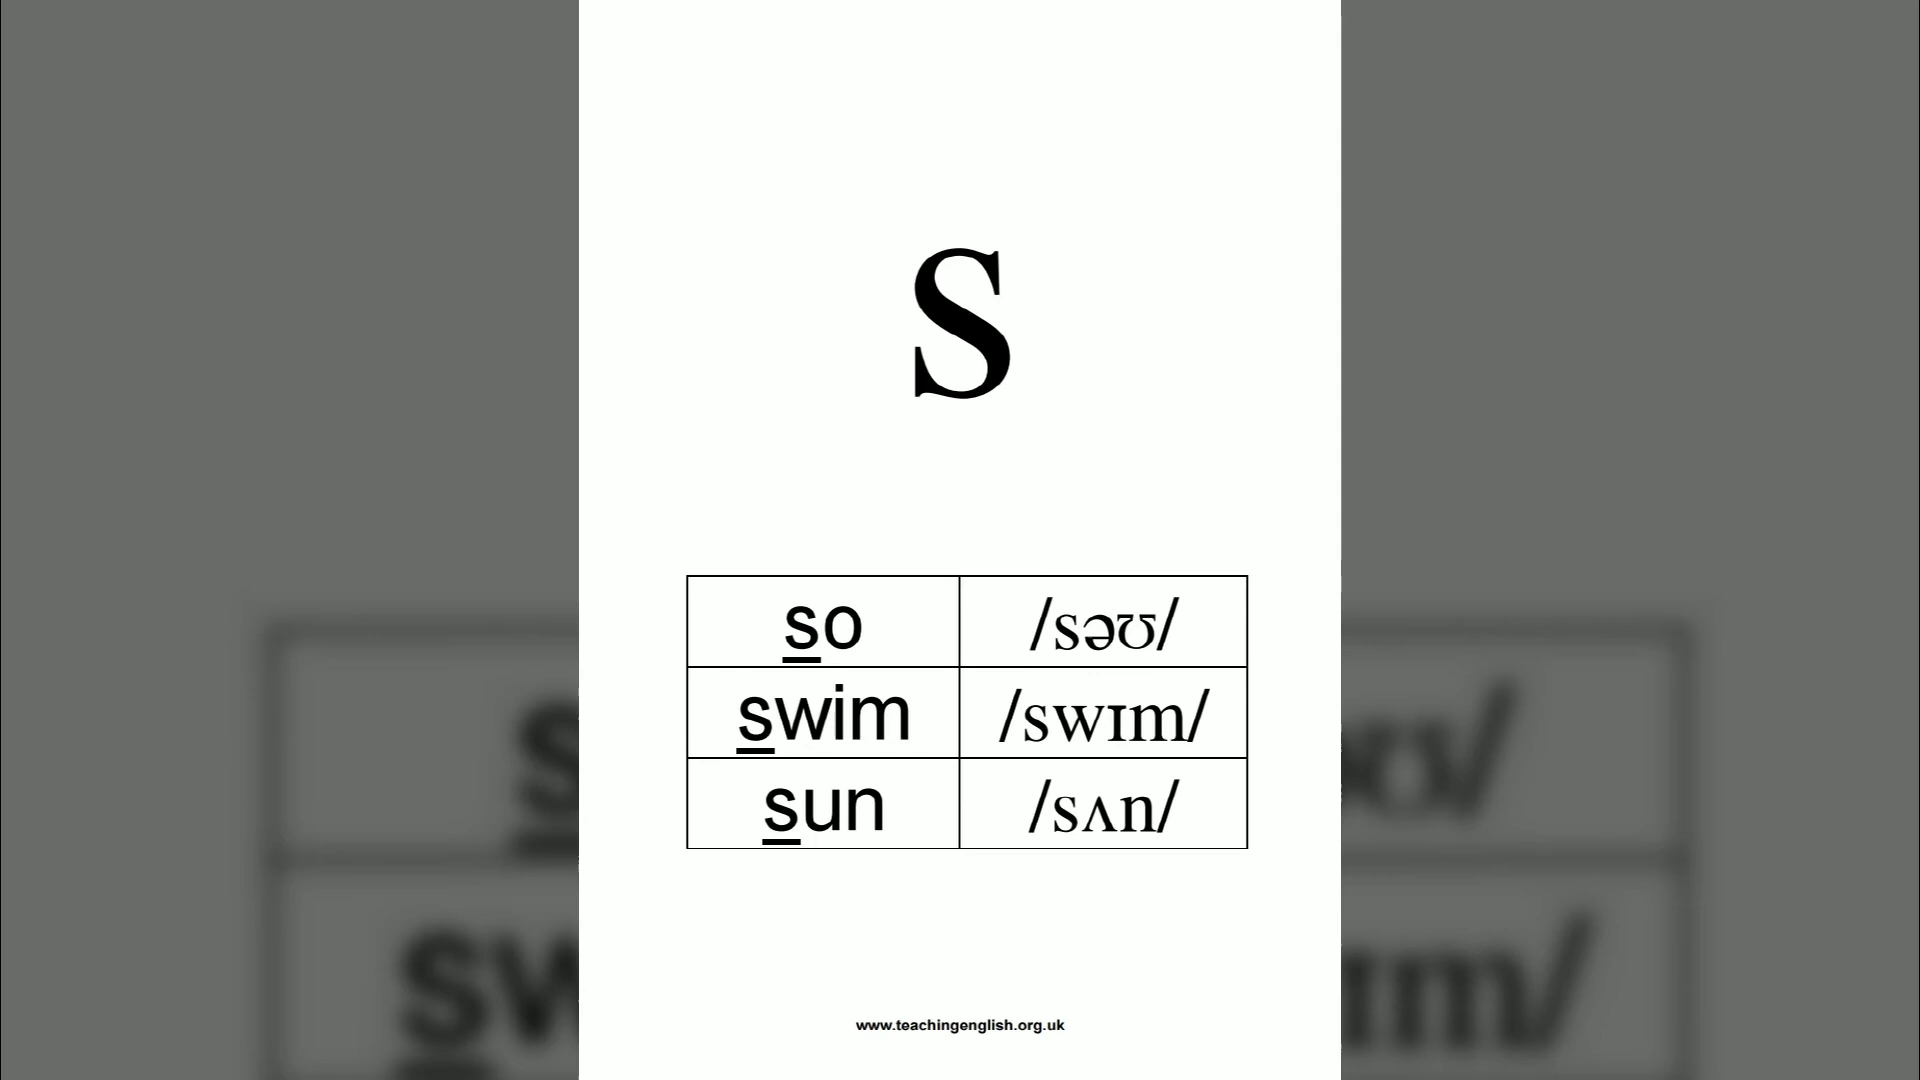 s
so /səʊ/
swim /swɪm/
sun /sʌn/
www.teachingenglish.org.uk